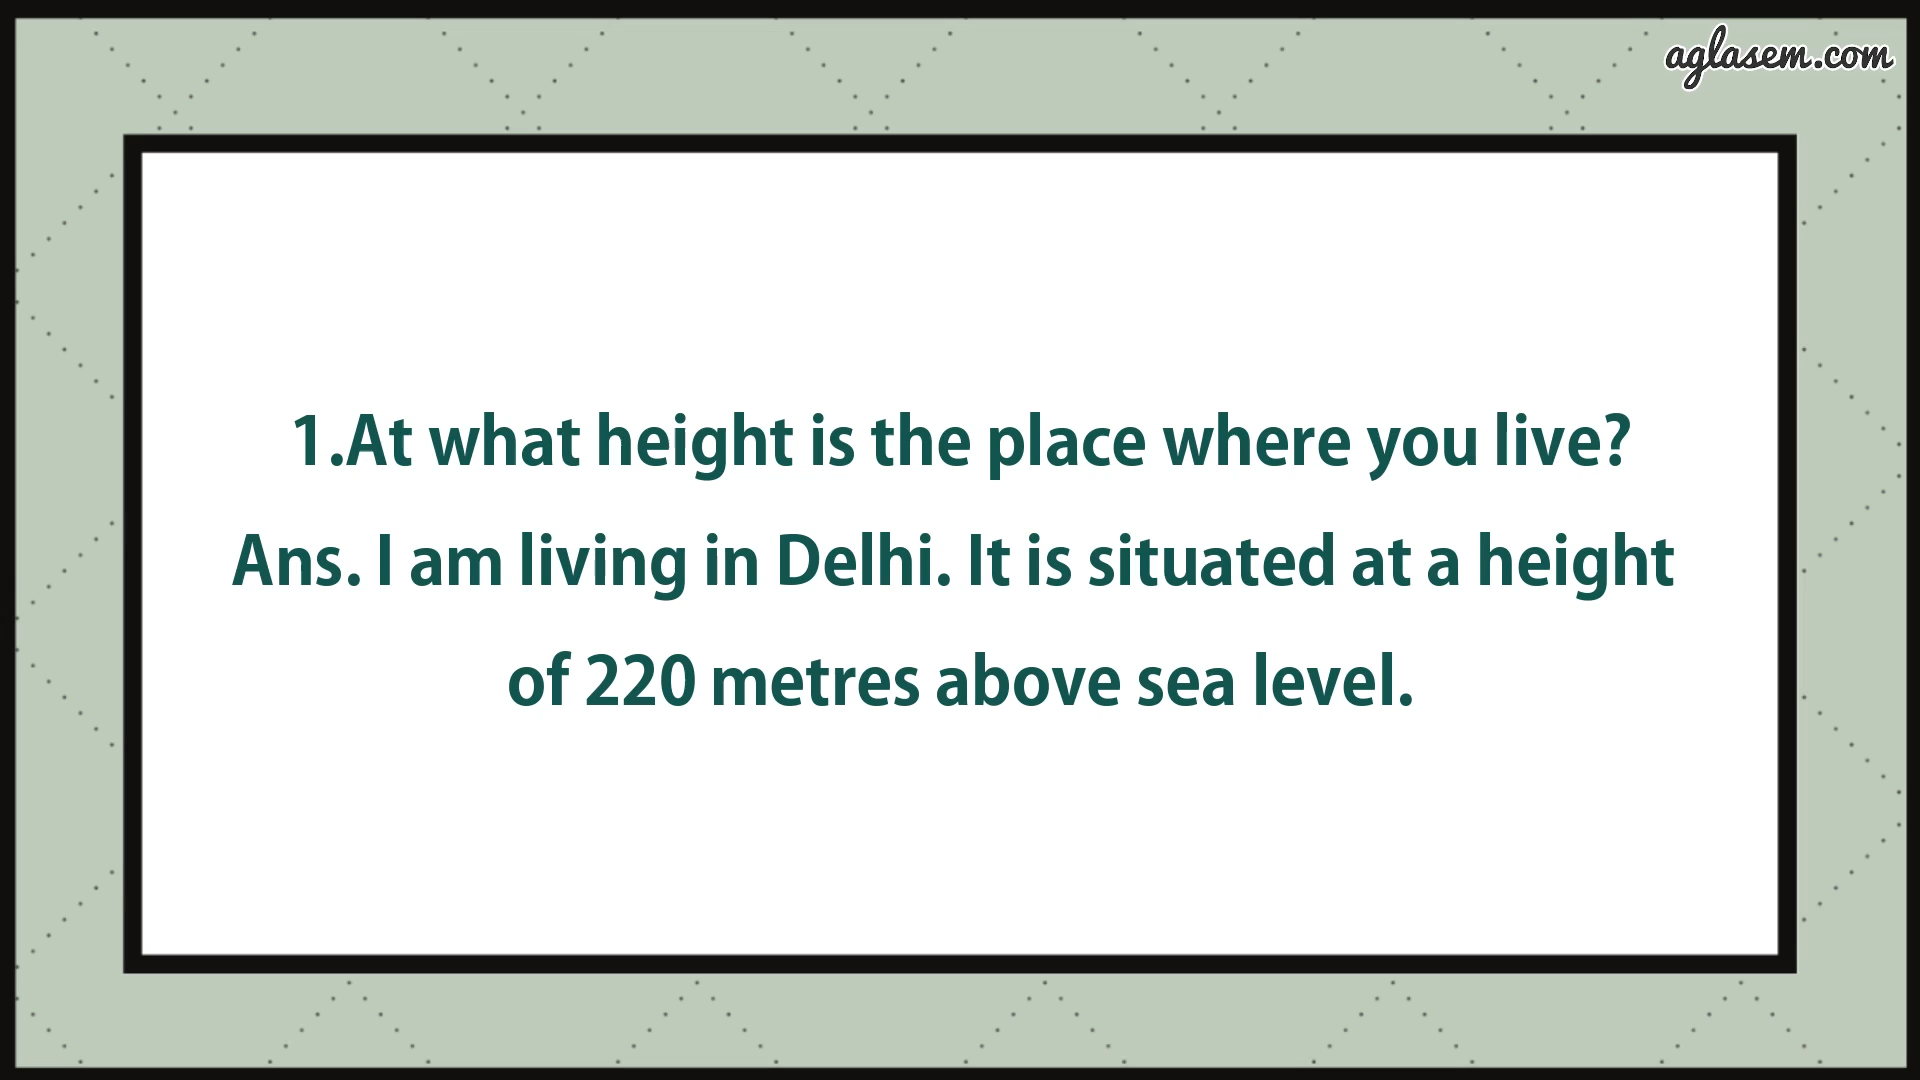 aglasem.com
1.At what height is the place where you live?
Ans. I am living in Delhi. It is situated at a height
of 220 metres above sea level.